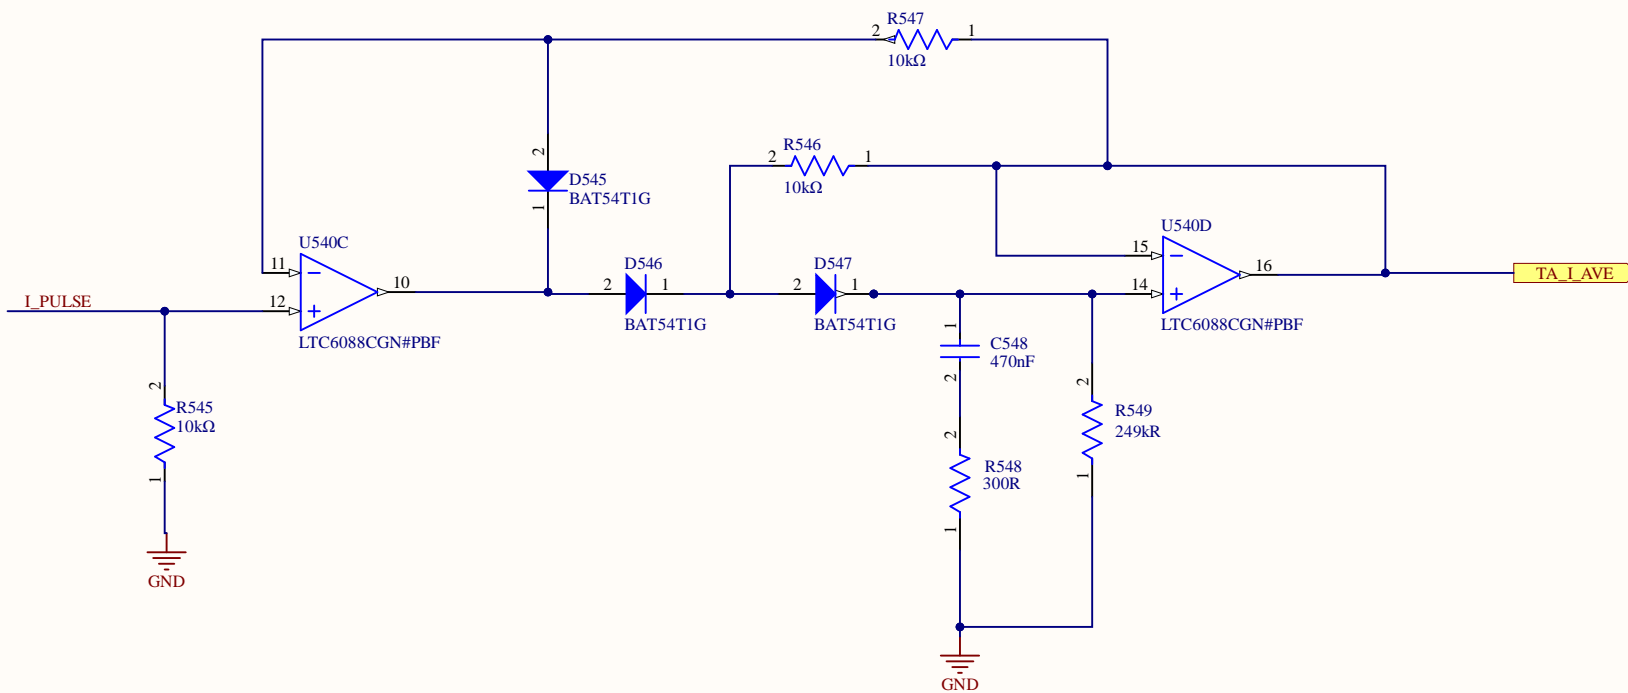 R547
2
1
10kΩ
R546
2
1
10kΩ
2
D545
BAT54T1G
1
U540C
11
10
12
LTC6088CGN#PBF
I_PULSE
D546
2
1
BAT54T1G
D547
2
1
BAT54T1G
U540D
15
16
14
LTC6088CGN#PBF
TA_I_AVE
1
C548
470nF
2
2
R545
10kΩ
1
GND
2
R548
300R
1
2
R549
249kR
1
GND